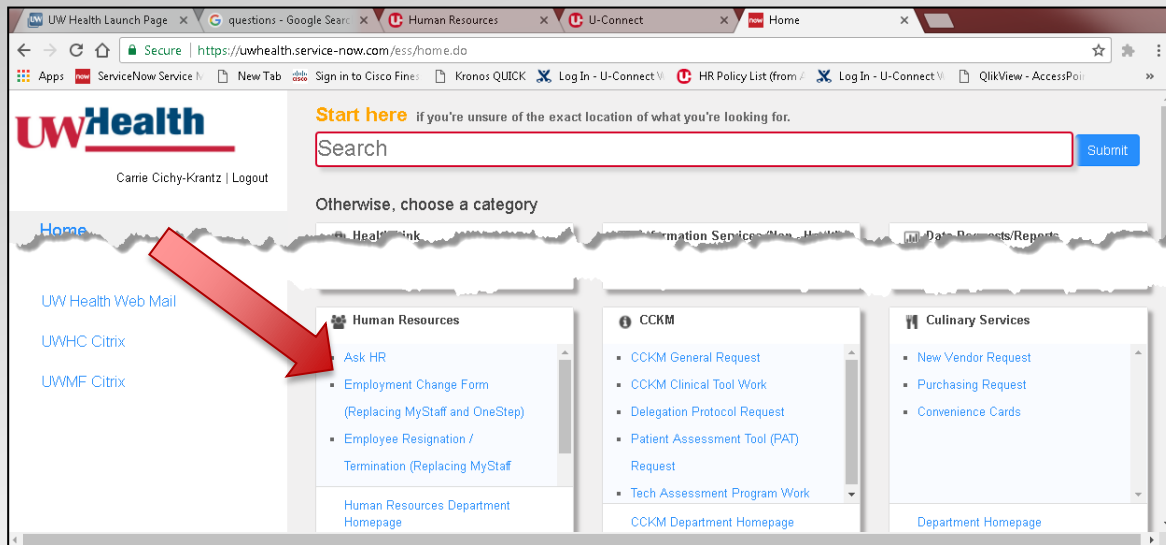 UW Health Launch Page
questions - Google Searc
Human Resources
U-Connect
now Home
Secure | https://uwhealth.service-now.com/ess/home.do
Apps now ServiceNow Service New Tab Sign in to Cisco Fines Kronos QUICK Log In - U-Connect HR Policy List (from Log In - U-Connect QlikView - AccessPoi »
UWHealth
Carrie Cichy-Krantz | Logout
Start here if you're unsure of the exact location of what you're looking for.
Search
Submit
Otherwise, choose a category
Home
UW Health Web Mail
UWHC Citrix
UWMF Citrix
Data Requests/Reports
Human Resources
Ask HR
Employment Change Form
(Replacing MyStaff and OneStep)
Employee Resignation /
Termination (Replacing MyStaff
Human Resources Department
Homepage
CCKM
CCKM General Request
CCKM Clinical Tool Work
Delegation Protocol Request
Patient Assessment Tool (PAT)
Request
Tech Assessment Program Work
CCKM Department Homepage
Culinary Services
New Vendor Request
Purchasing Request
Convenience Cards
Department Homepage